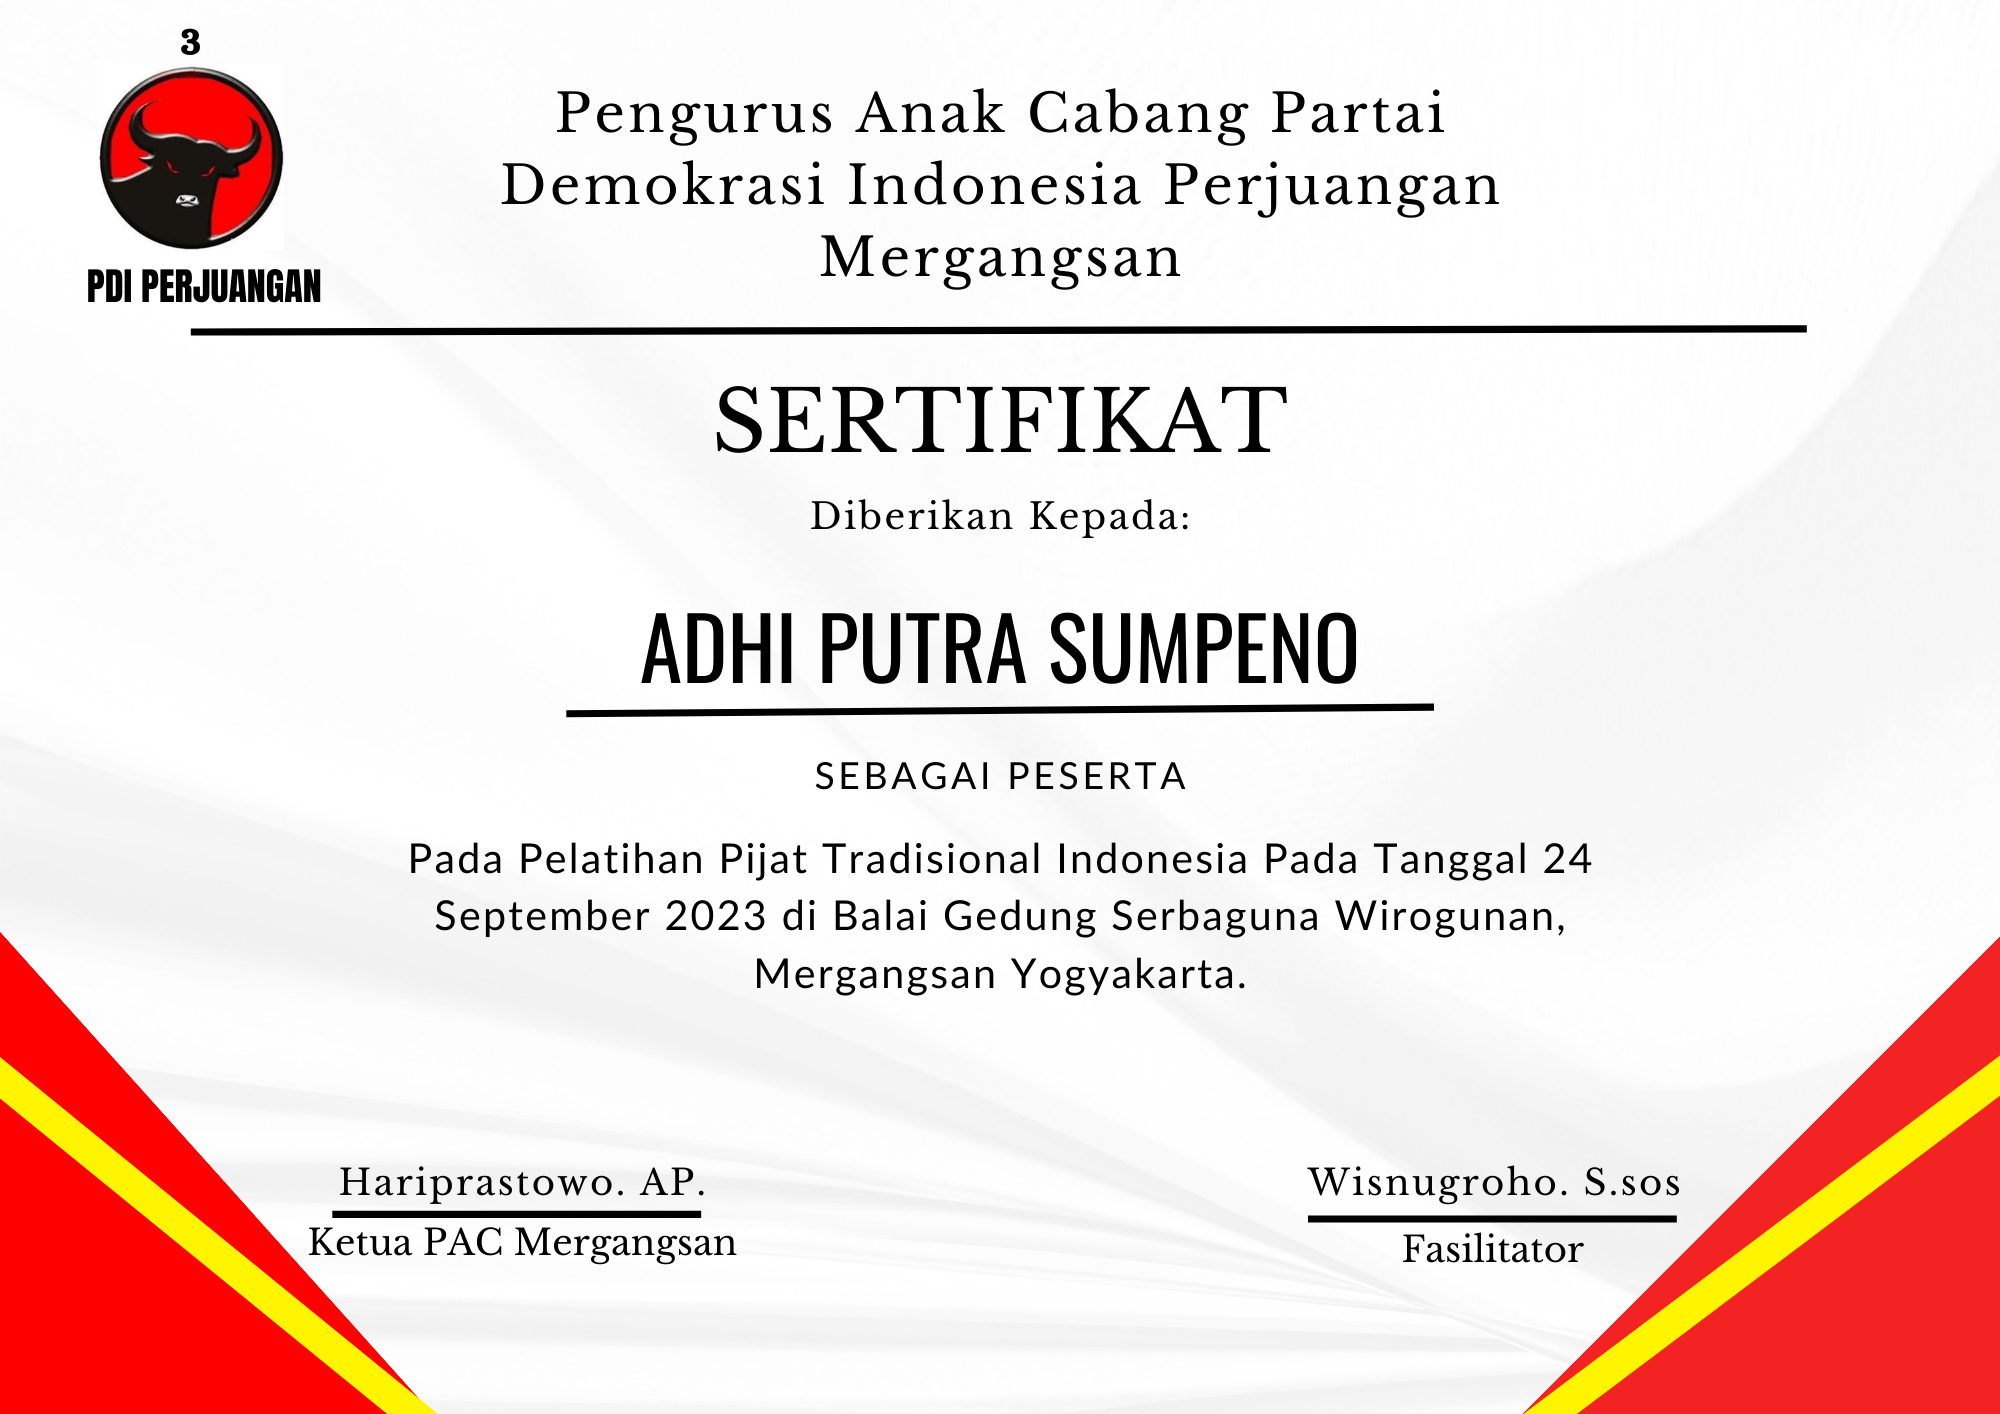 3
PDI PERJUANGAN
Pengurus Anak Cabang Partai
Demokrasi Indonesia Perjuangan
Mergangsan
SERTIFIKAT
Diberikan Kepada:
ADHI PUTRA SUMPENO
SEBAGAI PESERTA
Pada Pelatihan Pijat Tradisional Indonesia Pada Tanggal 24
September 2023 di Balai Gedung Serbaguna Wirogunan,
Mergangsan Yogyakarta.
Hariprastowo. AP.
Ketua PAC Mergangsan
Wisnugroho. S.sos
Fasilitator